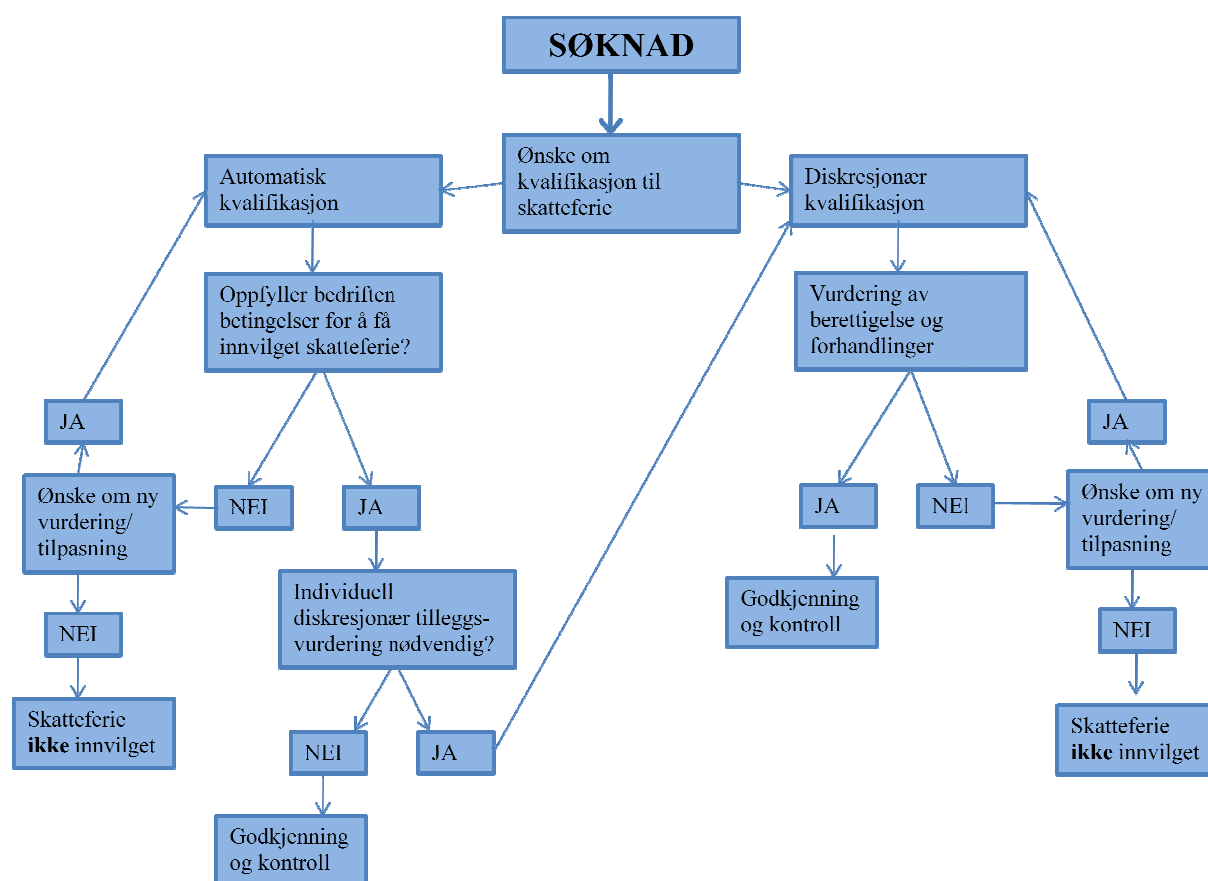 SØKNAD
Ønske om
kvalifikasjon til
skatteferie
Automatisk
kvalifikasjon
Diskresjonær
kvalifikasjon
Oppfyller bedriften
betingelser for å få
innvilget skatteferie?
Vurdering av
berettigelse og
forhandlinger
JA
JA
Ønske om ny
vurdering/
tilpasning
NEI
JA
JA
NEI
Ønske om ny
vurdering/
tilpasning
Individuell
diskresjonær tilleggs-
vurdering nødvendig?
Godkjenning
og kontroll
NEI
NEI
Skatteferie
ikke innvilget
NEI
JA
Skatteferie
ikke innvilget
Godkjenning
og kontroll